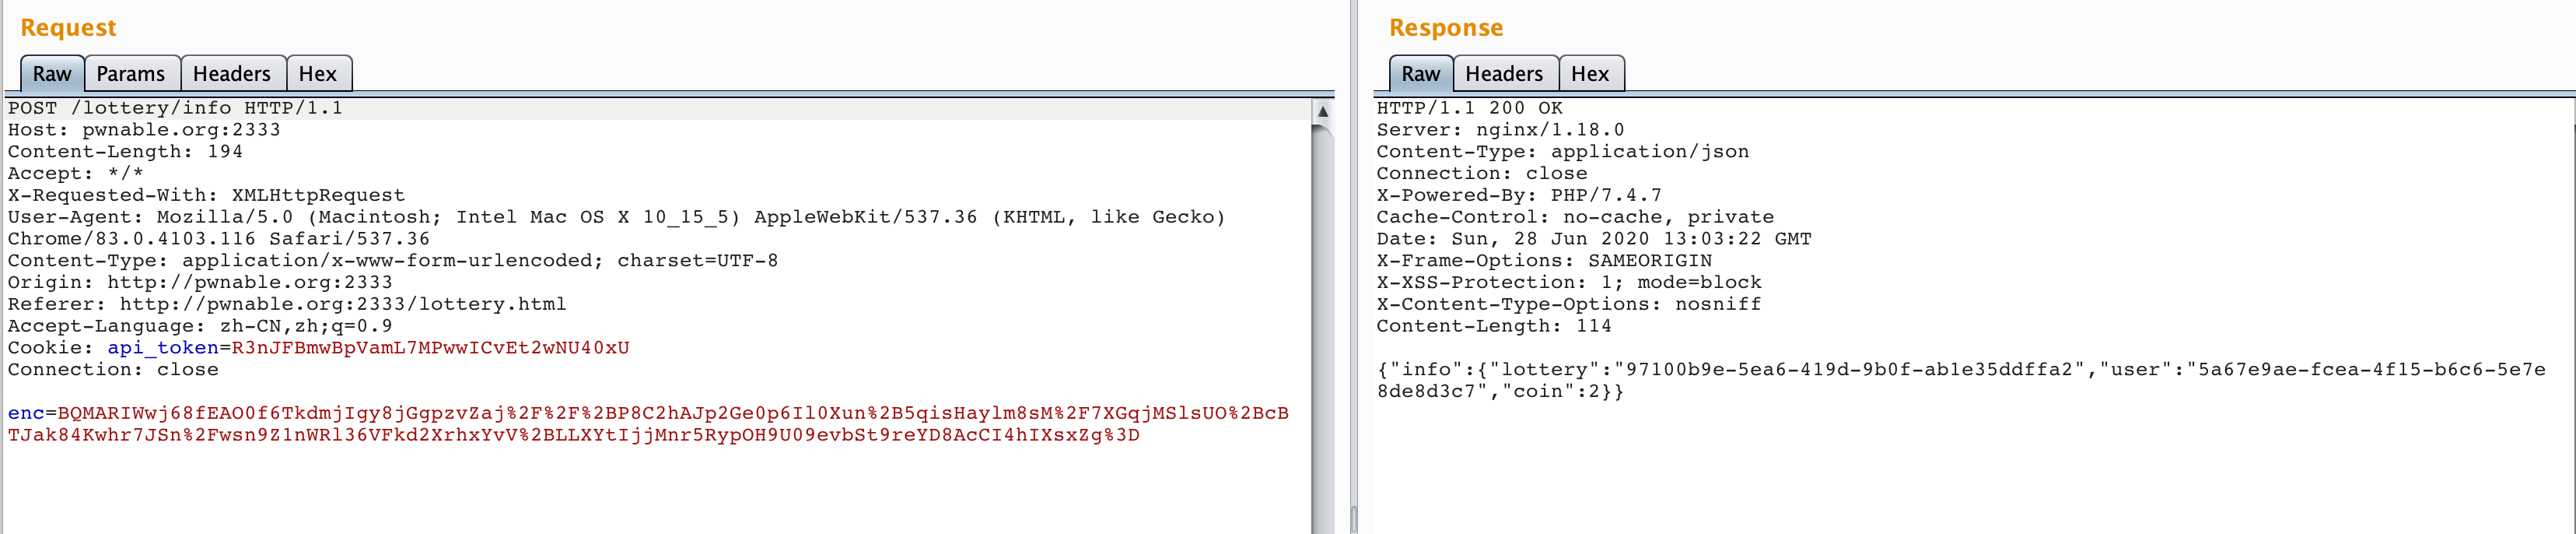 Request
Raw
Params
Headers
Hex
POST /lottery/info HTTP/1.1
Host: pwnable.org:2333
Content-Length: 194
Accept: */*
X-Requested-With: XMLHttpRequest
User-Agent: Mozilla/5.0 (Macintosh; Intel Mac OS X 10_15_5) AppleWebKit/537.36 (KHTML, like Gecko)
Chrome/83.0.4103.116 Safari/537.36
Content-Type: application/x-www-form-urlencoded; charset=UTF-8
Origin: http://pwnable.org:2333
Referer: http://pwnable.org:2333/lottery.html
Accept-Language: zh-CN,zh;q=0.9
Cookie: api_token=R3nJFBmwBpVamL7MPwwICvEt2wNU40xU
Connection: close
enc=BQMARIWwj68fEAO0f6TkdmjIgy8jGgpzvZaj%2F%2F%2BP8C2hAJp2Ge0p6Il0Xun%2B5qisHaylm8sM%2F7XGqjMSlsUO%2BcB
TJak84Kwhr7JSn%2Fwsn9Z1nWRl36VFkd2XrhxYvV%2BLLXYtIjjMnr5RypOH9U09evbSt9reYD8AcCI4hIXsxZg%3D
Response
Raw
Headers
Hex
HTTP/1.1 200 OK
Server: nginx/1.18.0
Content-Type: application/json
Connection: close
X-Powered-By: PHP/7.4.7
Cache-Control: no-cache, private
Date: Sun, 28 Jun 2020 13:03:22 GMT
X-Frame-Options: SAMEORIGIN
X-XSS-Protection: 1; mode=block
X-Content-Type-Options: nosniff
Content-Length: 114
{"info":{"lottery":"97100b9e-5ea6-419d-9b0f-ab1e35ddffa2","user":"5a67e9ae-fcea-4f15-b6c6-5e7e
8de8d3c7","coin":2}}